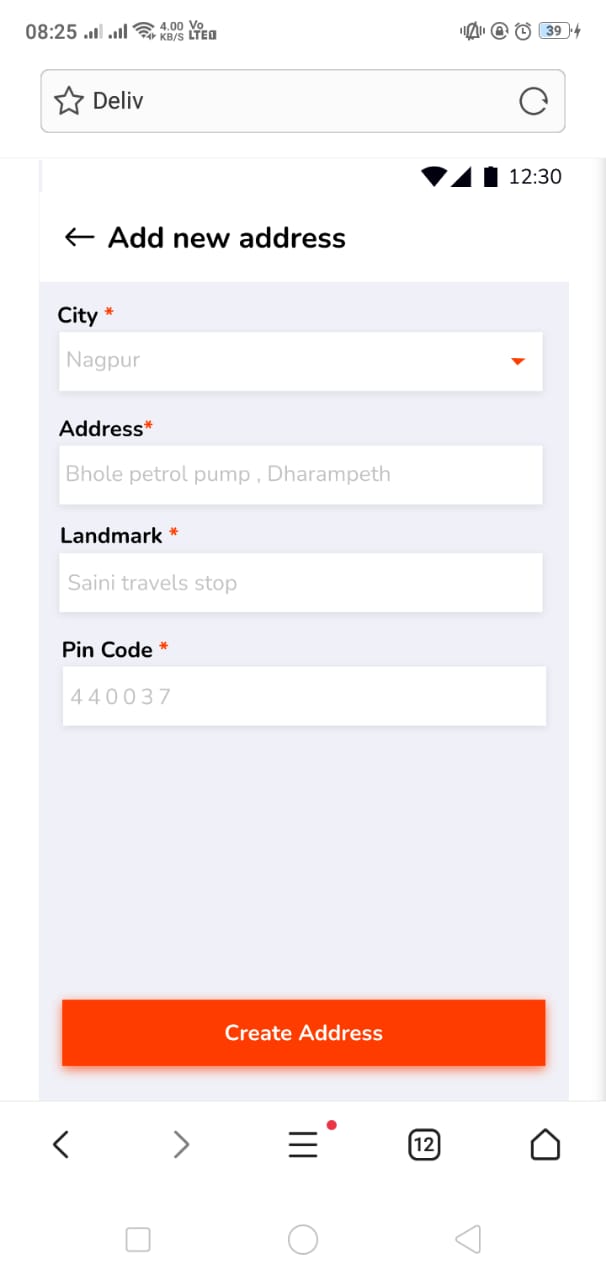 08:25 4.00 KB/S Vo LTE 39
Deliv
12:30
Add new address
City *
Nagpur
Address*
Bhole petrol pump , Dharampeth
Landmark *
Saini travels stop
Pin Code *
440037
Create Address
12